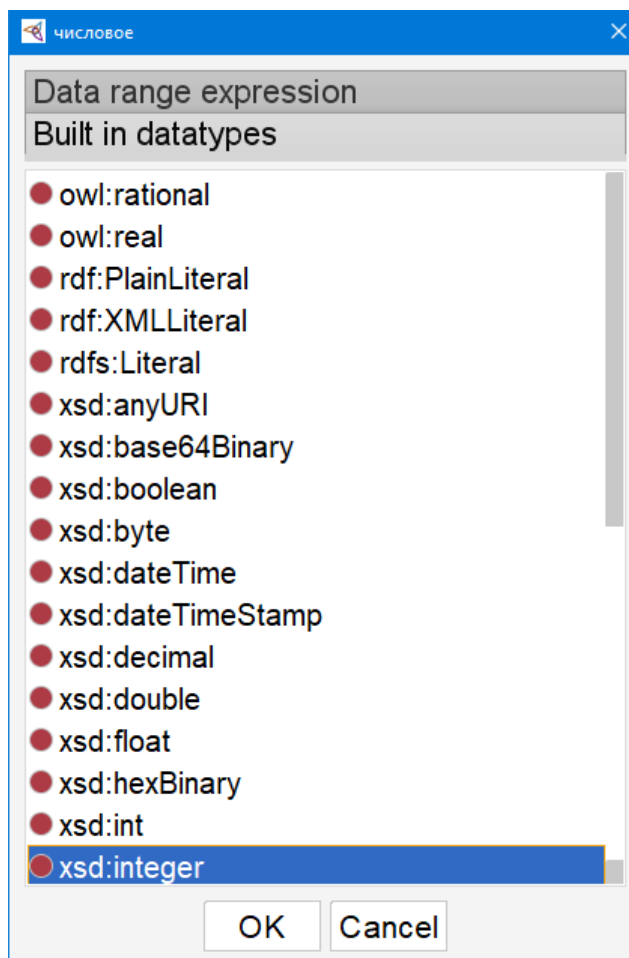 числовое
Data range expression
Built in datatypes
owl:rational
owl:real
rdf:PlainLiteral
rdf:XMLLiteral
rdfs:Literal
xsd:anyURI
xsd:base64Binary
xsd:boolean
xsd:byte
xsd:dateTime
xsd:dateTimeStamp
xsd:decimal
xsd:double
xsd:float
xsd:hexBinary
xsd:int
xsd:integer
OK Cancel